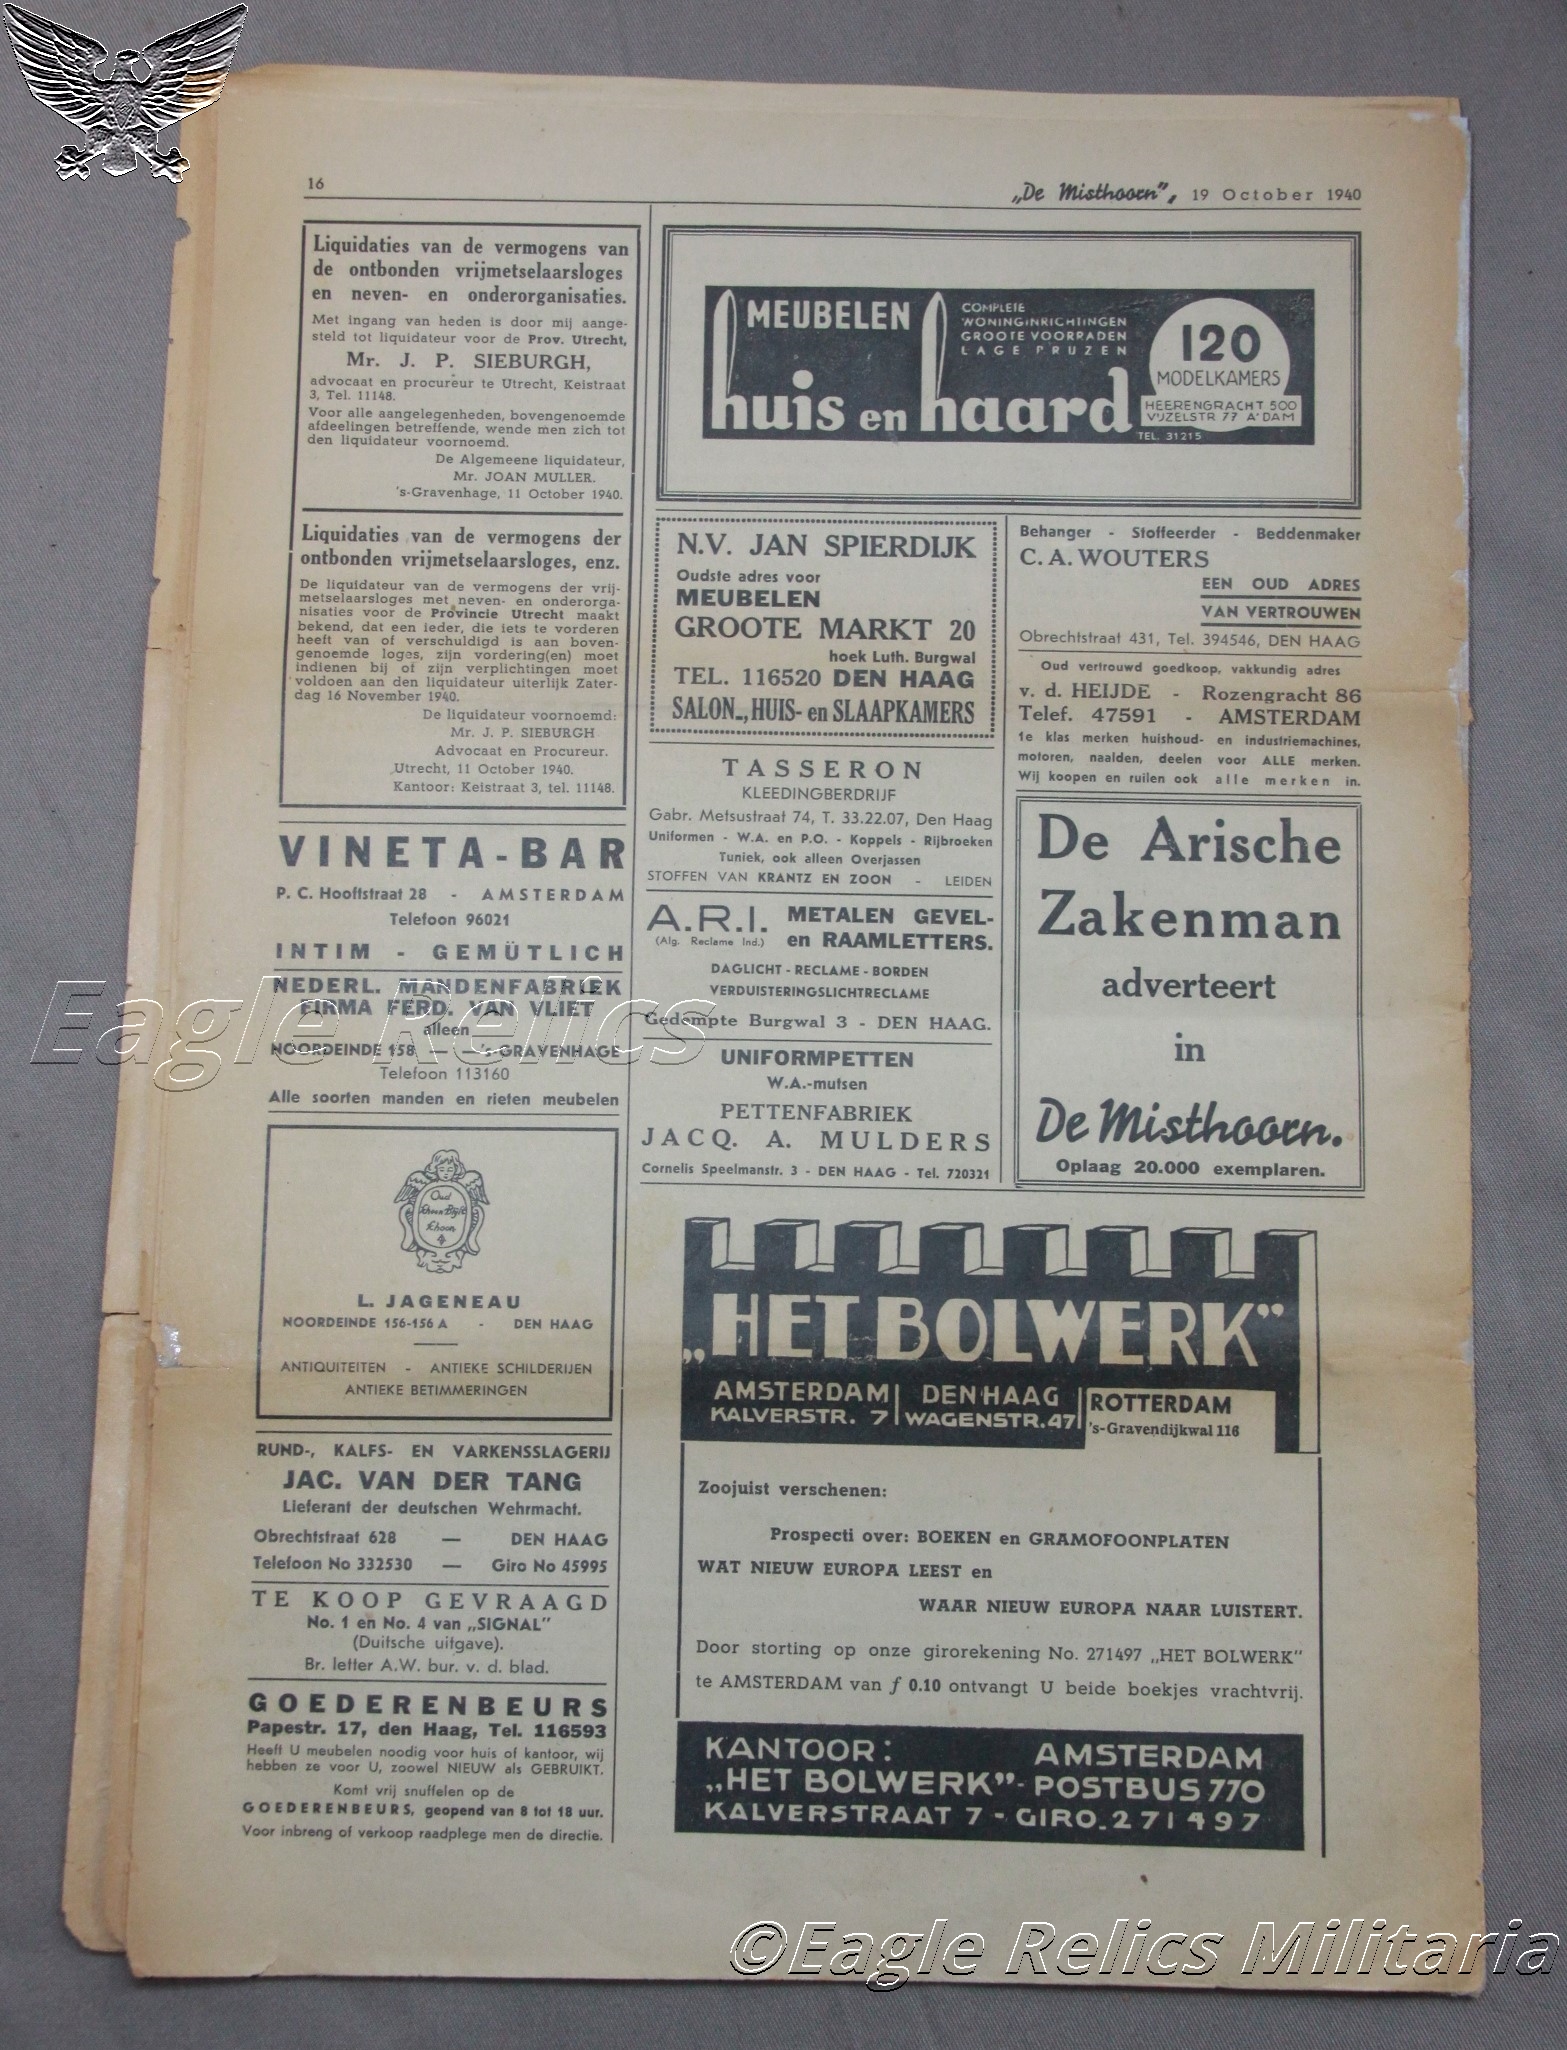 16
„De Misthoorn”, 19 October 1940
Liquidaties van de vermogens van
de ontbonden vrijmetselaarsloges
en neven- en onderorganisaties.
Met ingang van heden is door mij aange-
steld tot liquidateur voor de Prov. Utrecht,
Mr. J. P. SIEBURGH,
advocaat en procureur te Utrecht, Keistraat
3, Tel. 11148.
Voor alle aangelegenheden, bovengenoemde
afdeelingen betreffende, wende men zich tot
den liquidateur voornoemd.
De Algemeene liquidateur,
Mr. JOAN MULLER.
's-Gravenhage, 11 October 1940.
Liquidaties van de vermogens der
ontbonden vrijmetselaarsloges, enz.
De liquidateur van de vermogens der vrij-
metselaarsloges met neven- en onderorga-
nisaties voor de Provincie Utrecht maakt
bekend, dat een ieder, die iets te vorderen
heeft van of verschuldigd is aan boven-
genoemde loges, zijn vordering(en) moet
indienen bij of zijn verplichtingen moet
voldoen aan den liquidateur uiterlijk Zater-
dag 16 November 1940.
De liquidateur voornoemd:
Mr. J. P. SIEBURGH
Advocaat en Procureur.
Utrecht, 11 October 1940.
Kantoor: Keistraat 3, tel. 11148.
VINETA-BAR
P. C. Hooftstraat 28 - AMSTERDAM
Telefoon 96021
INTIM - GEMÜTLICH
NEDERL. MANDENFABRIEK
FIRMA FERD. VAN VLIET
alleen
NOORDEINDE 158 — —'s-GRAVENHAGE
Telefoon 113160
Alle soorten manden en rieten meubelen
Oud
Schoon Blijft
Schoon
L. JAGENEAU
NOORDEINDE 156-156 A - DEN HAAG
ANTIQUITEITEN - ANTIEKE SCHILDERIJEN
ANTIEKE BETIMMERINGEN
RUND-, KALFS- EN VARKENSSLAGERIJ
JAC. VAN DER TANG
Lieferant der deutschen Wehrmacht.
Obrechtstraat 628 — DEN HAAG
Telefoon No 332530 — Giro No 45995
TE KOOP GEVRAAGD
No. 1 en No. 4 van „SIGNAL”
(Duitsche uitgave).
Br. letter A.W. bur. v. d. blad.
GOEDERENBEURS
Papestr. 17, den Haag, Tel. 116593
Heeft U meubelen noodig voor huis of kantoor, wij
hebben ze voor U, zoowel NIEUW als GEBRUIKT.
Komt vrij snuffelen op de
GOEDERENBEURS, geopend van 8 tot 18 uur.
Voor inbreng of verkoop raadplege men de directie.
MEUBELEN
huis en haard
COMPLETE
WONINGINRICHTINGEN
GROOTE VOORRADEN
LAGE PRIJZEN
120
MODELKAMERS
HEERENGRACHT 500
VIJZELSTR. 77 A'DAM
TEL. 31215
N.V. JAN SPIERDIJK
Oudste adres voor
MEUBELEN
GROOTE MARKT 20
hoek Luth. Burgwal
TEL. 116520 DEN HAAG
SALON-, HUIS- en SLAAPKAMERS
TASSERON
KLEEDINGBERDRIJF
Gabr. Metsustraat 74, T. 33.22.07, Den Haag
Uniformen - W.A. en P.O. - Koppels - Rijbroeken
Tuniek, ook alleen Overjassen
STOFFEN VAN KRANTZ EN ZOON - LEIDEN
A.R.I. METALEN GEVEL-
(Alg. Reclame Ind.) en RAAMLETTERS.
DAGLICHT - RECLAME - BORDEN
VERDUISTERINGSLICHTRECLAME
Gedempte Burgwal 3 - DEN HAAG.
UNIFORMPETTEN
W.A.-mutsen
PETTENFABRIEK
JACQ. A. MULDERS
Cornelis Speelmanstr. 3 - DEN HAAG - Tel. 720321
Behanger - Stoffeerder - Beddenmaker
C. A. WOUTERS
EEN OUD ADRES
VAN VERTROUWEN
Obrechtstraat 431, Tel. 394546, DEN HAAG
Oud vertrouwd goedkoop, vakkundig adres
v. d. HEIJDE - Rozengracht 86
Telef. 47591 - AMSTERDAM
1e klas merken huishoud- en industriemachines,
motoren, naalden, deelen voor ALLE merken.
Wij koopen en ruilen ook alle merken in.
De Arische
Zakenman
adverteert
in
De Misthoorn.
Oplaag 20.000 exemplaren.
„HET BOLWERK”
AMSTERDAM
KALVERSTR. 7
DEN HAAG
WAGENSTR. 47
ROTTERDAM
's-Gravendijkwal 116
Zoojuist verschenen:
Prospecti over: BOEKEN en GRAMOFOONPLATEN
WAT NIEUW EUROPA LEEST en
WAAR NIEUW EUROPA NAAR LUISTERT.
Door storting op onze girorekening No. 271497 „HET BOLWERK”
te AMSTERDAM van ƒ 0.10 ontvangt U beide boekjes vrachtvrij.
KANTOOR: AMSTERDAM
„HET BOLWERK”- POSTBUS 770
KALVERSTRAAT 7 - GIRO. 271497
Eagle Relics
©Eagle Relics Militaria